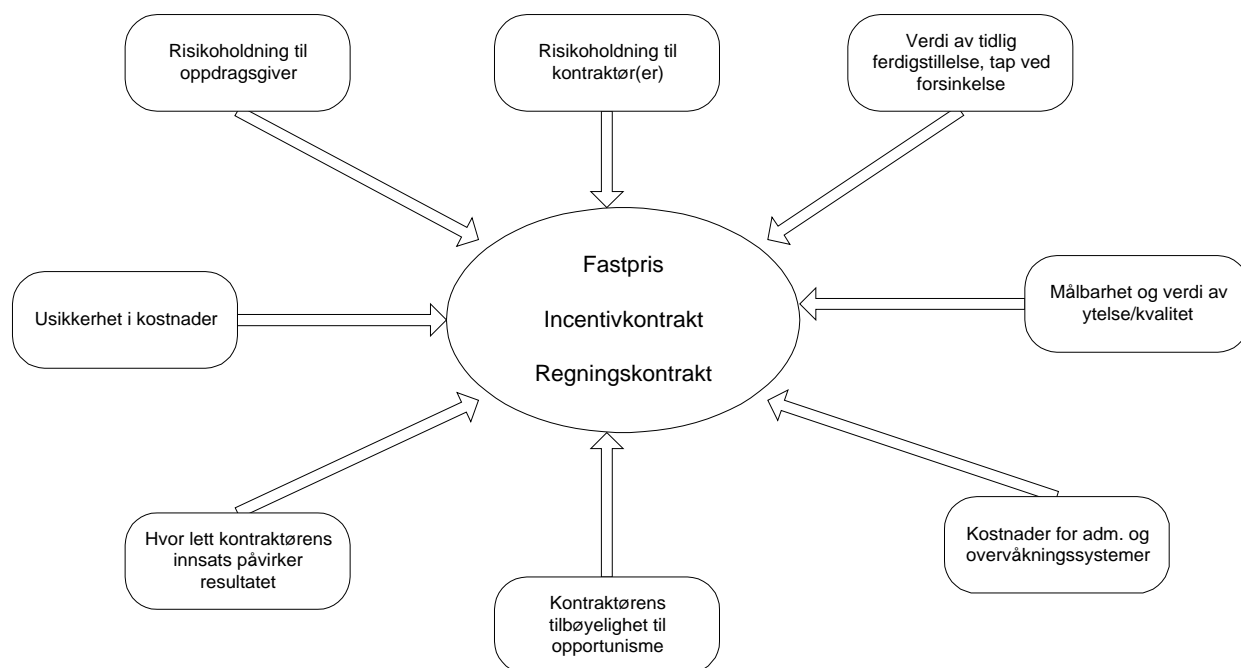 Risikoholdning til
oppdragsgiver
Risikoholdning til
kontraktør(er)
Verdi av tidlig
ferdigstillelse, tap ved
forsinkelse
Usikkerhet i kostnader
Fastpris
Incentivkontrakt
Regningskontrakt
Målbarhet og verdi av
ytelse/kvalitet
Hvor lett kontraktørens
innsats påvirker
resultatet
Kontraktørens
tilbøyelighet til
opportunisme
Kostnader for adm. og
overvåkningssystemer